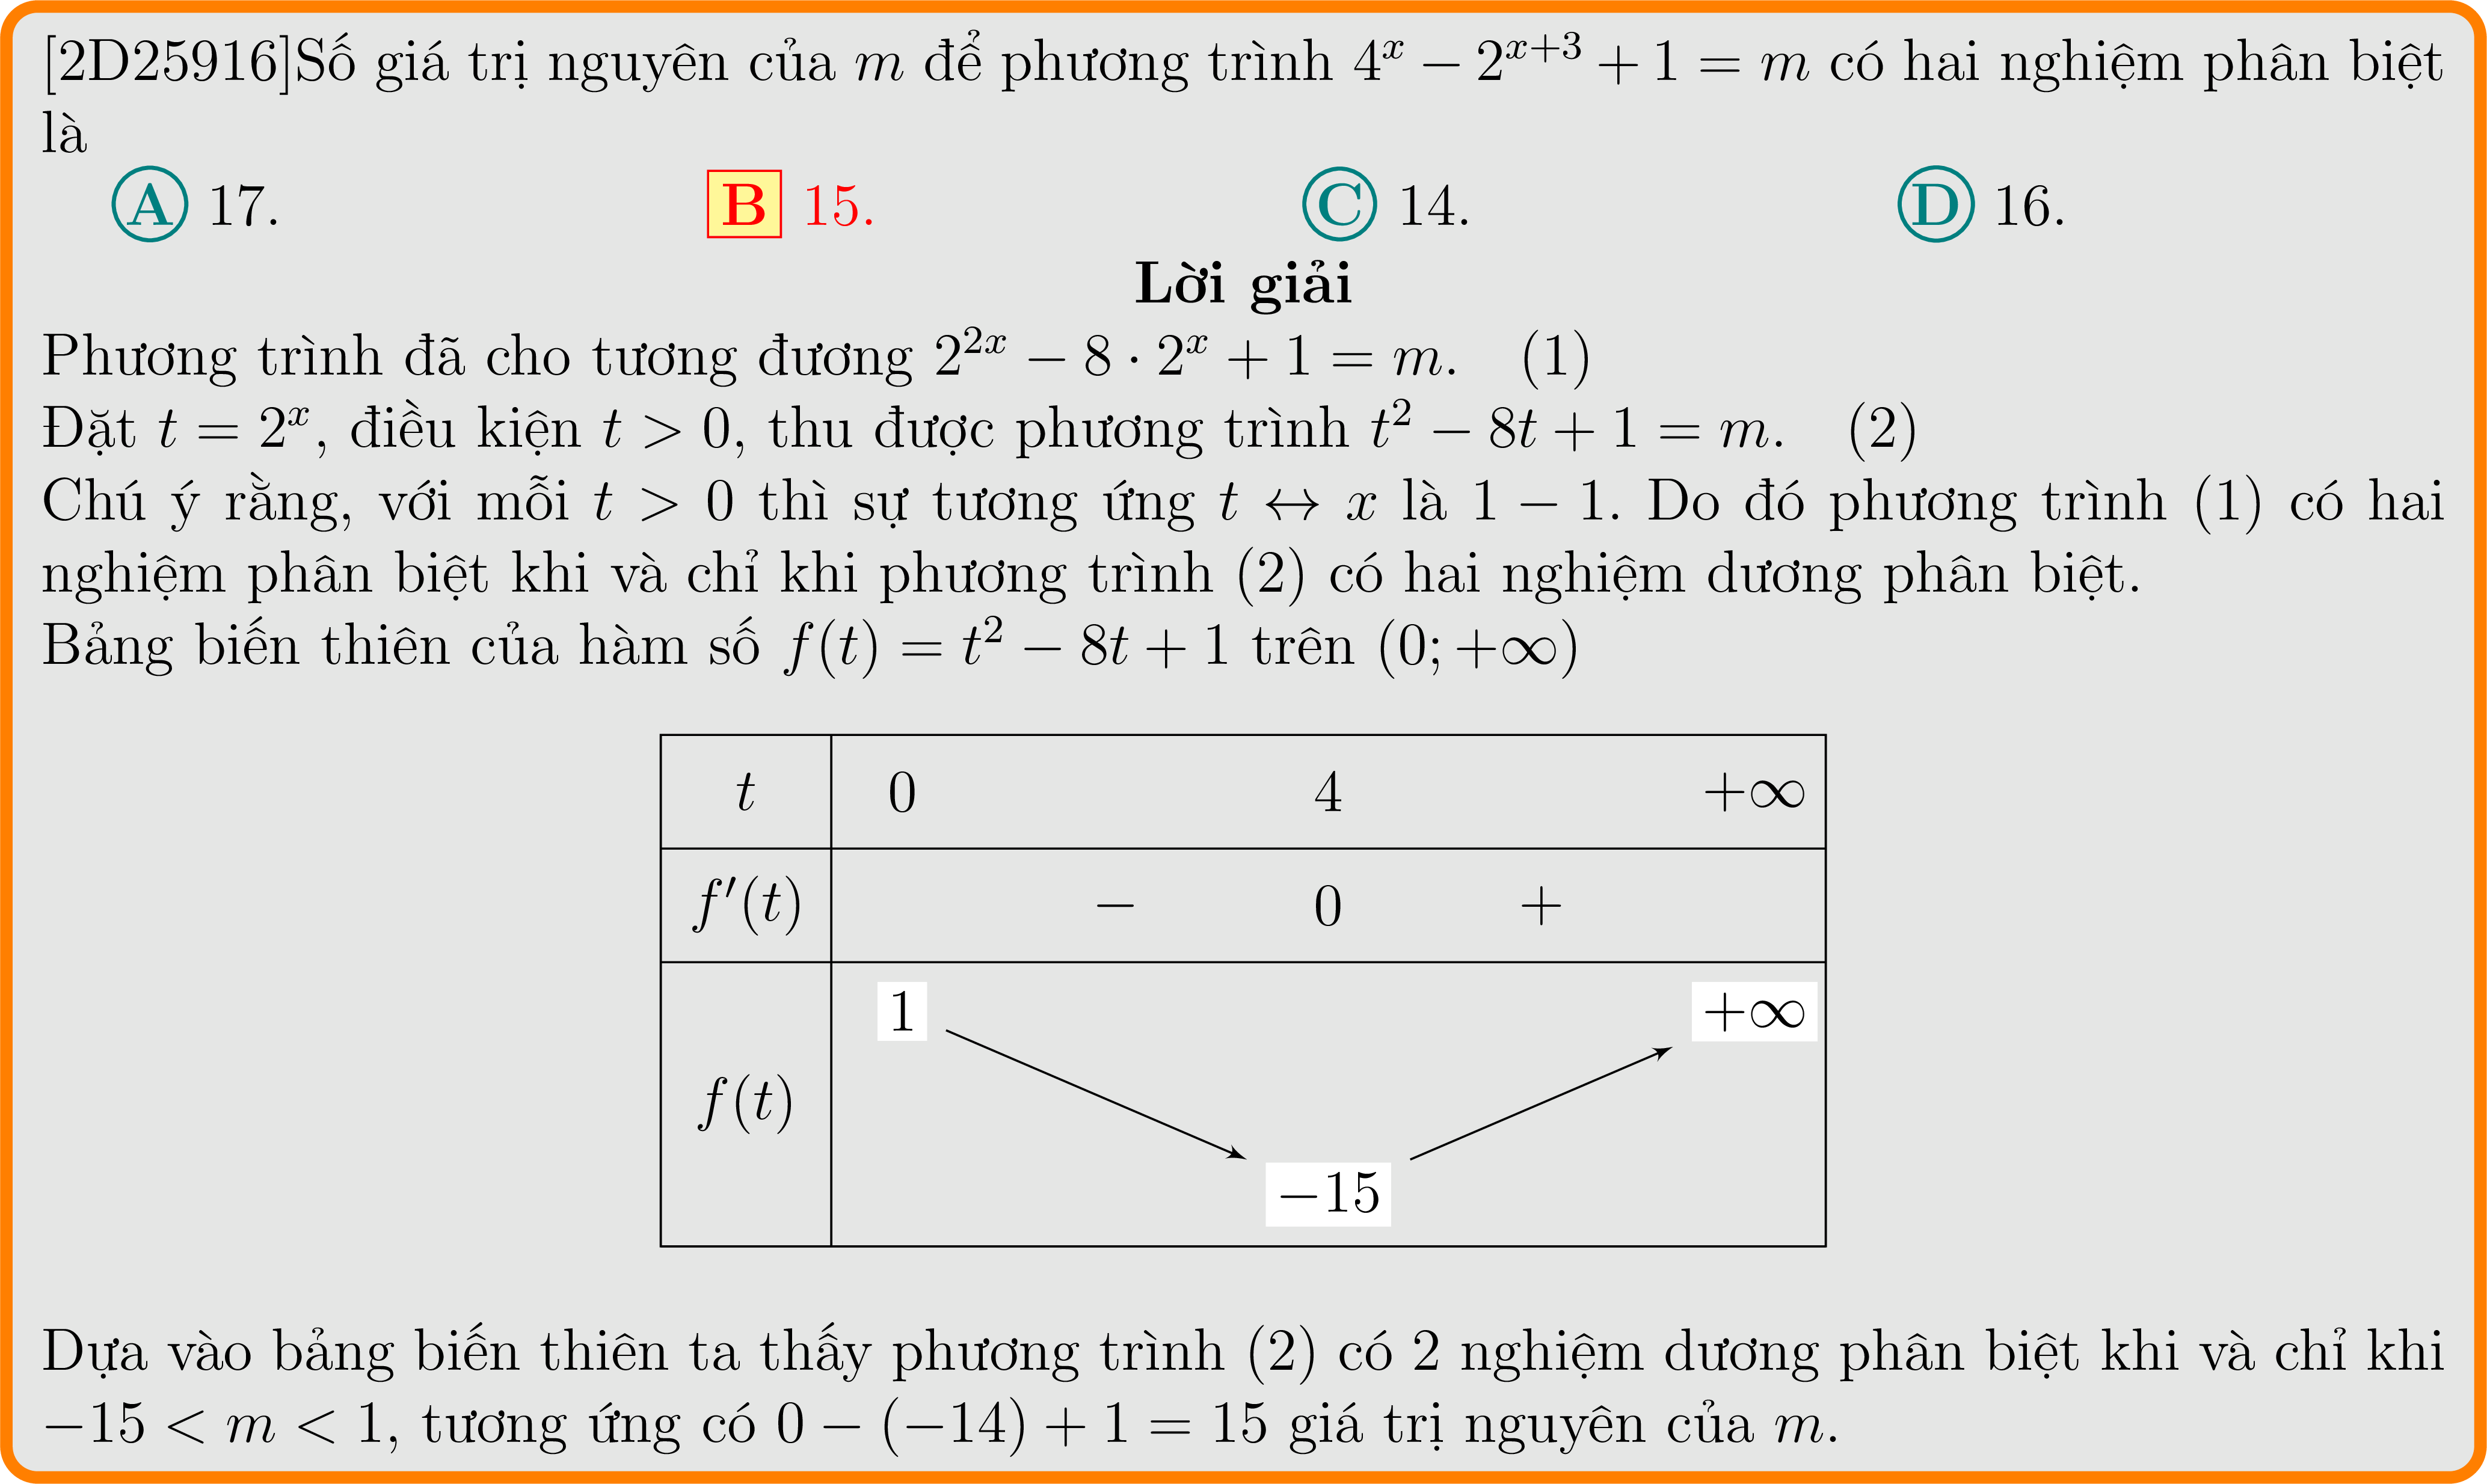 [2D25916]Số giá trị nguyên của m để phương trình 4^x − 2^{x+3} + 1 = m có hai nghiệm phân biệt
là
A 17. B 15. C 14. D 16.
Lời giải
Phương trình đã cho tương đương 2^{2x} − 8 · 2^x + 1 = m. (1)
Đặt t = 2^x, điều kiện t > 0, thu được phương trình t^2 − 8t + 1 = m. (2)
Chú ý rằng, với mỗi t > 0 thì sự tương ứng t ↔ x là 1 − 1. Do đó phương trình (1) có hai
nghiệm phân biệt khi và chỉ khi phương trình (2) có hai nghiệm dương phân biệt.
Bảng biến thiên của hàm số f(t) = t^2 − 8t + 1 trên (0; +∞)
t 0 4 +∞
f′(t) − 0 +
1 +∞
f(t)
−15
Dựa vào bảng biến thiên ta thấy phương trình (2) có 2 nghiệm dương phân biệt khi và chỉ khi
−15 < m < 1, tương ứng có 0 − (−14) + 1 = 15 giá trị nguyên của m.